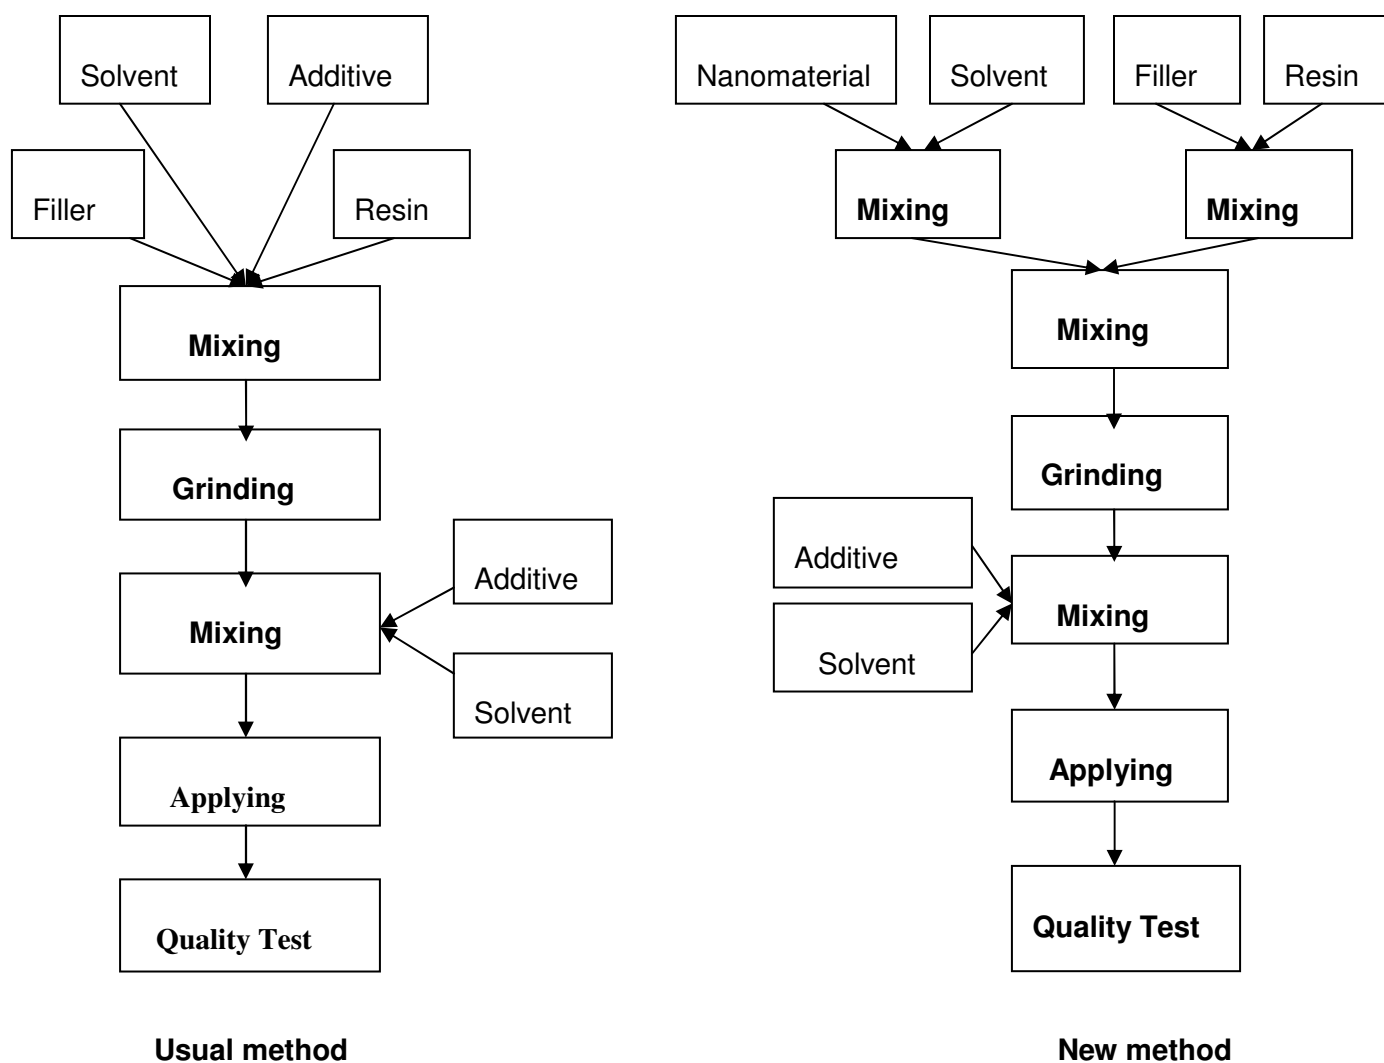 Solvent
Additive
Filler
Resin
Mixing
Grinding
Mixing
Additive
Solvent
Applying
Quality Test
Usual method
Nanomaterial
Solvent
Filler
Resin
Mixing
Mixing
Mixing
Grinding
Additive
Solvent
Mixing
Applying
Quality Test
New method